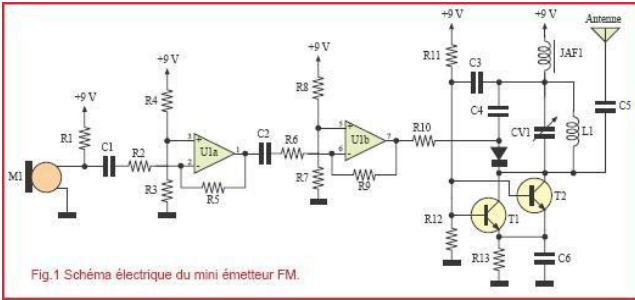 +9 V
+9 V
+9 V
+9 V
+9 V
Antenne
R11
JAF1
C3
R8
R4
C4
C5
R1
CV1
L1
C1
R2
3
U1a
1
2
C2
R6
5
U1b
7
6
R10
M1
R3
R5
R7
R9
T2
T1
R12
R13
C6
Fig.1 Schéma électrique du mini émetteur FM.